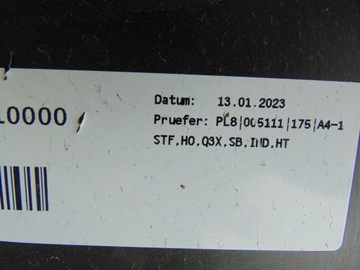 Datum: 13.01.2023
10000
Pruefer: PL8|005111|175|A4-1
STF,HO,Q3X,SB,IND,HT